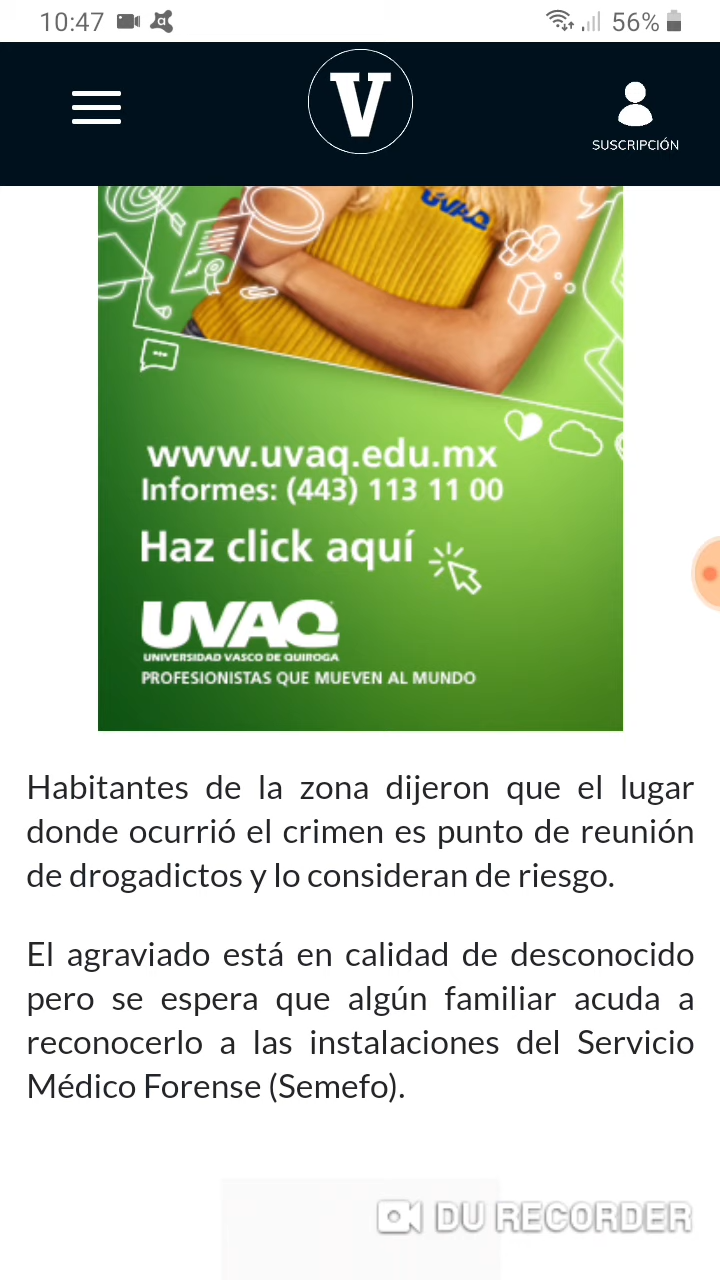 10:47 56%
V
SUSCRIPCIÓN
UVAQ
www.uvaq.edu.mx
Informes: (443) 113 11 00
Haz click aquí
UVAQ
UNIVERSIDAD VASCO DE QUIROGA
PROFESIONISTAS QUE MUEVEN AL MUNDO
Habitantes de la zona dijeron que el lugar
donde ocurrió el crimen es punto de reunión
de drogadictos y lo consideran de riesgo.
El agraviado está en calidad de desconocido
pero se espera que algún familiar acuda a
reconocerlo a las instalaciones del Servicio
Médico Forense (Semefo).
DU RECORDER